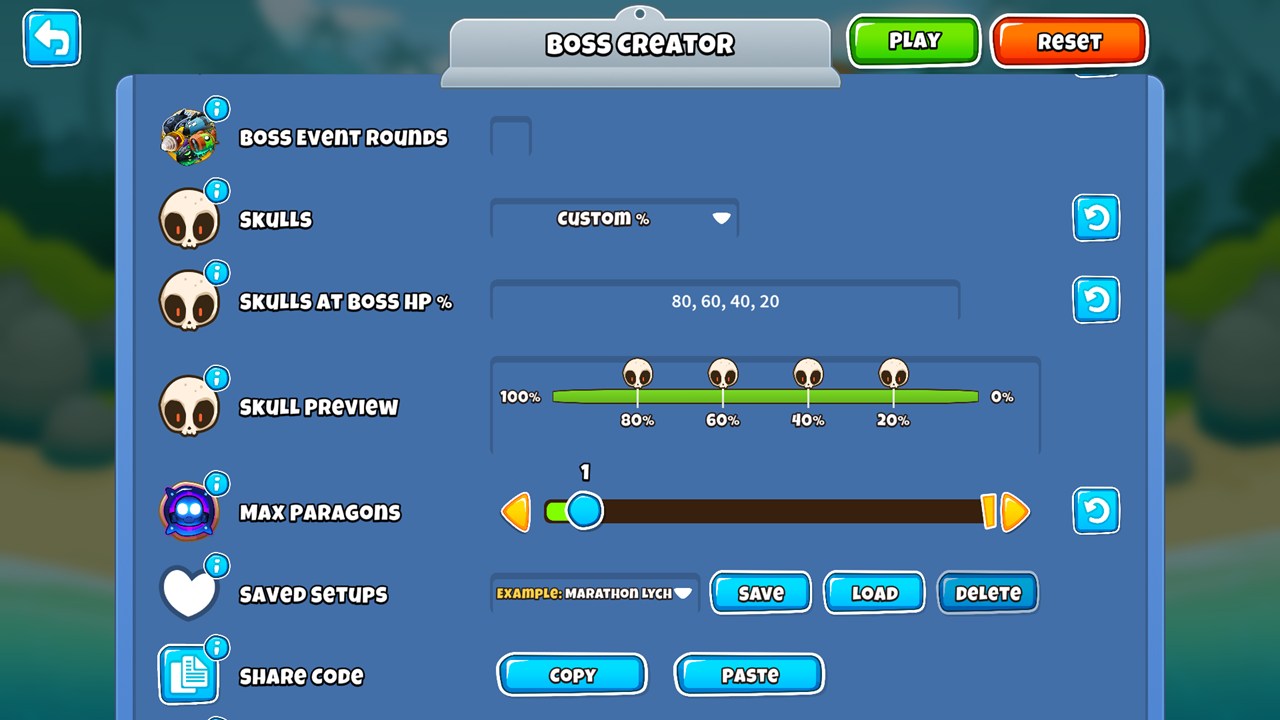 BOSS CREATOR
PLAY
RESET
i
BOSS EVENT ROUNDS
i
SKULLS
CUSTOM %
i
SKULLS AT BOSS HP %
80, 60, 40, 20
i
SKULL PREVIEW
100%
0%
80% 60% 40% 20%
1
i
MAX PARAGONS
i
SAVED SETUPS
EXAMPLE: MARATHON LYCH
SAVE
LOAD
DELETE
i
SHARE CODE
COPY
PASTE